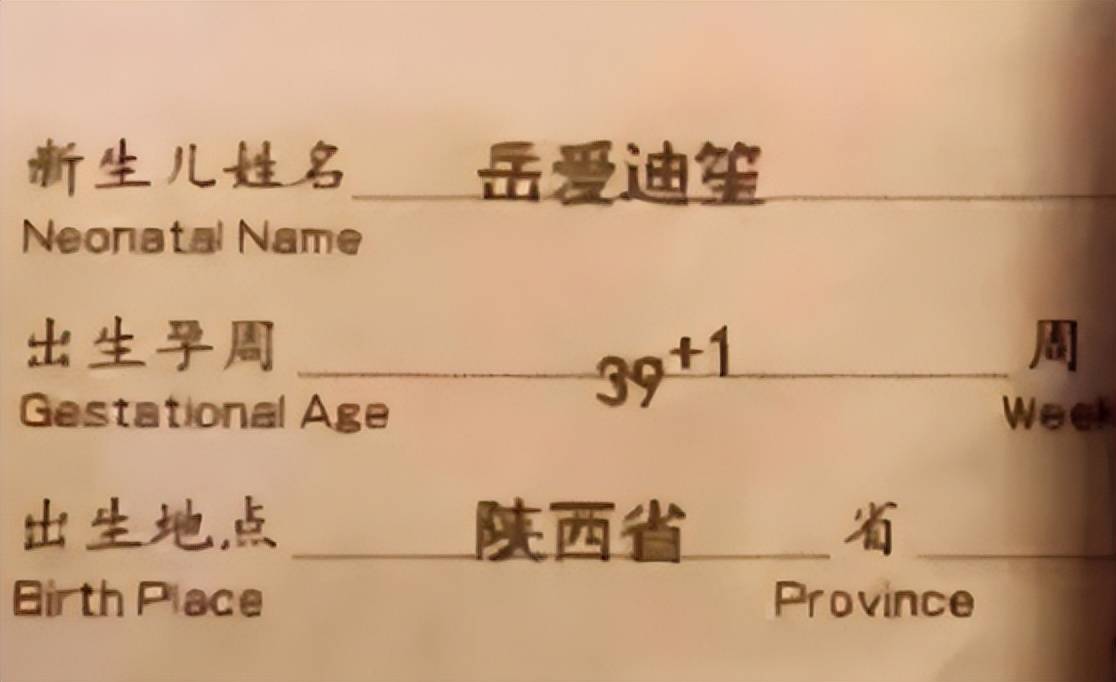 新生儿姓名 岳爱迪笙
Neonatal Name
出生孕周 39+1 周
Gestational Age Week
出生地点 陕西省 省
Birth Place Province